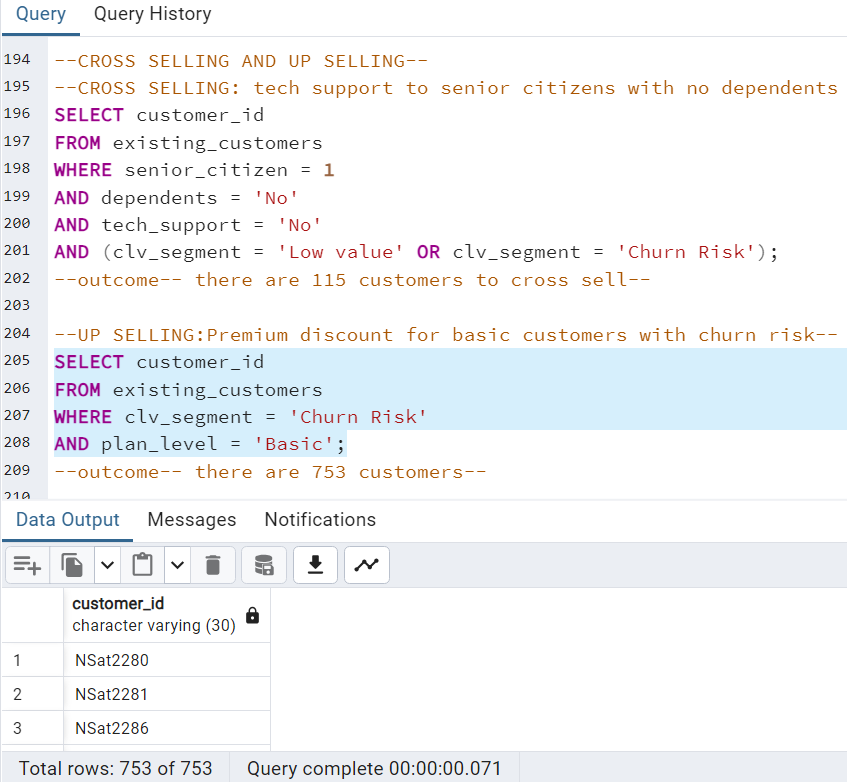 Query Query History
194 --CROSS SELLING AND UP SELLING--
195 --CROSS SELLING: tech support to senior citizens with no dependents
196 SELECT customer_id
197 FROM existing_customers
198 WHERE senior_citizen = 1
199 AND dependents = 'No'
200 AND tech_support = 'No'
201 AND (clv_segment = 'Low value' OR clv_segment = 'Churn Risk');
202 --outcome-- there are 115 customers to cross sell--
203
204 --UP SELLING:Premium discount for basic customers with churn risk--
205 SELECT customer_id
206 FROM existing_customers
207 WHERE clv_segment = 'Churn Risk'
208 AND plan_level = 'Basic';
209 --outcome-- there are 753 customers--
210
Data Output Messages Notifications
customer_id
character varying (30)
1 NSat2280
2 NSat2281
3 NSat2286
Total rows: 753 of 753 Query complete 00:00:00.071